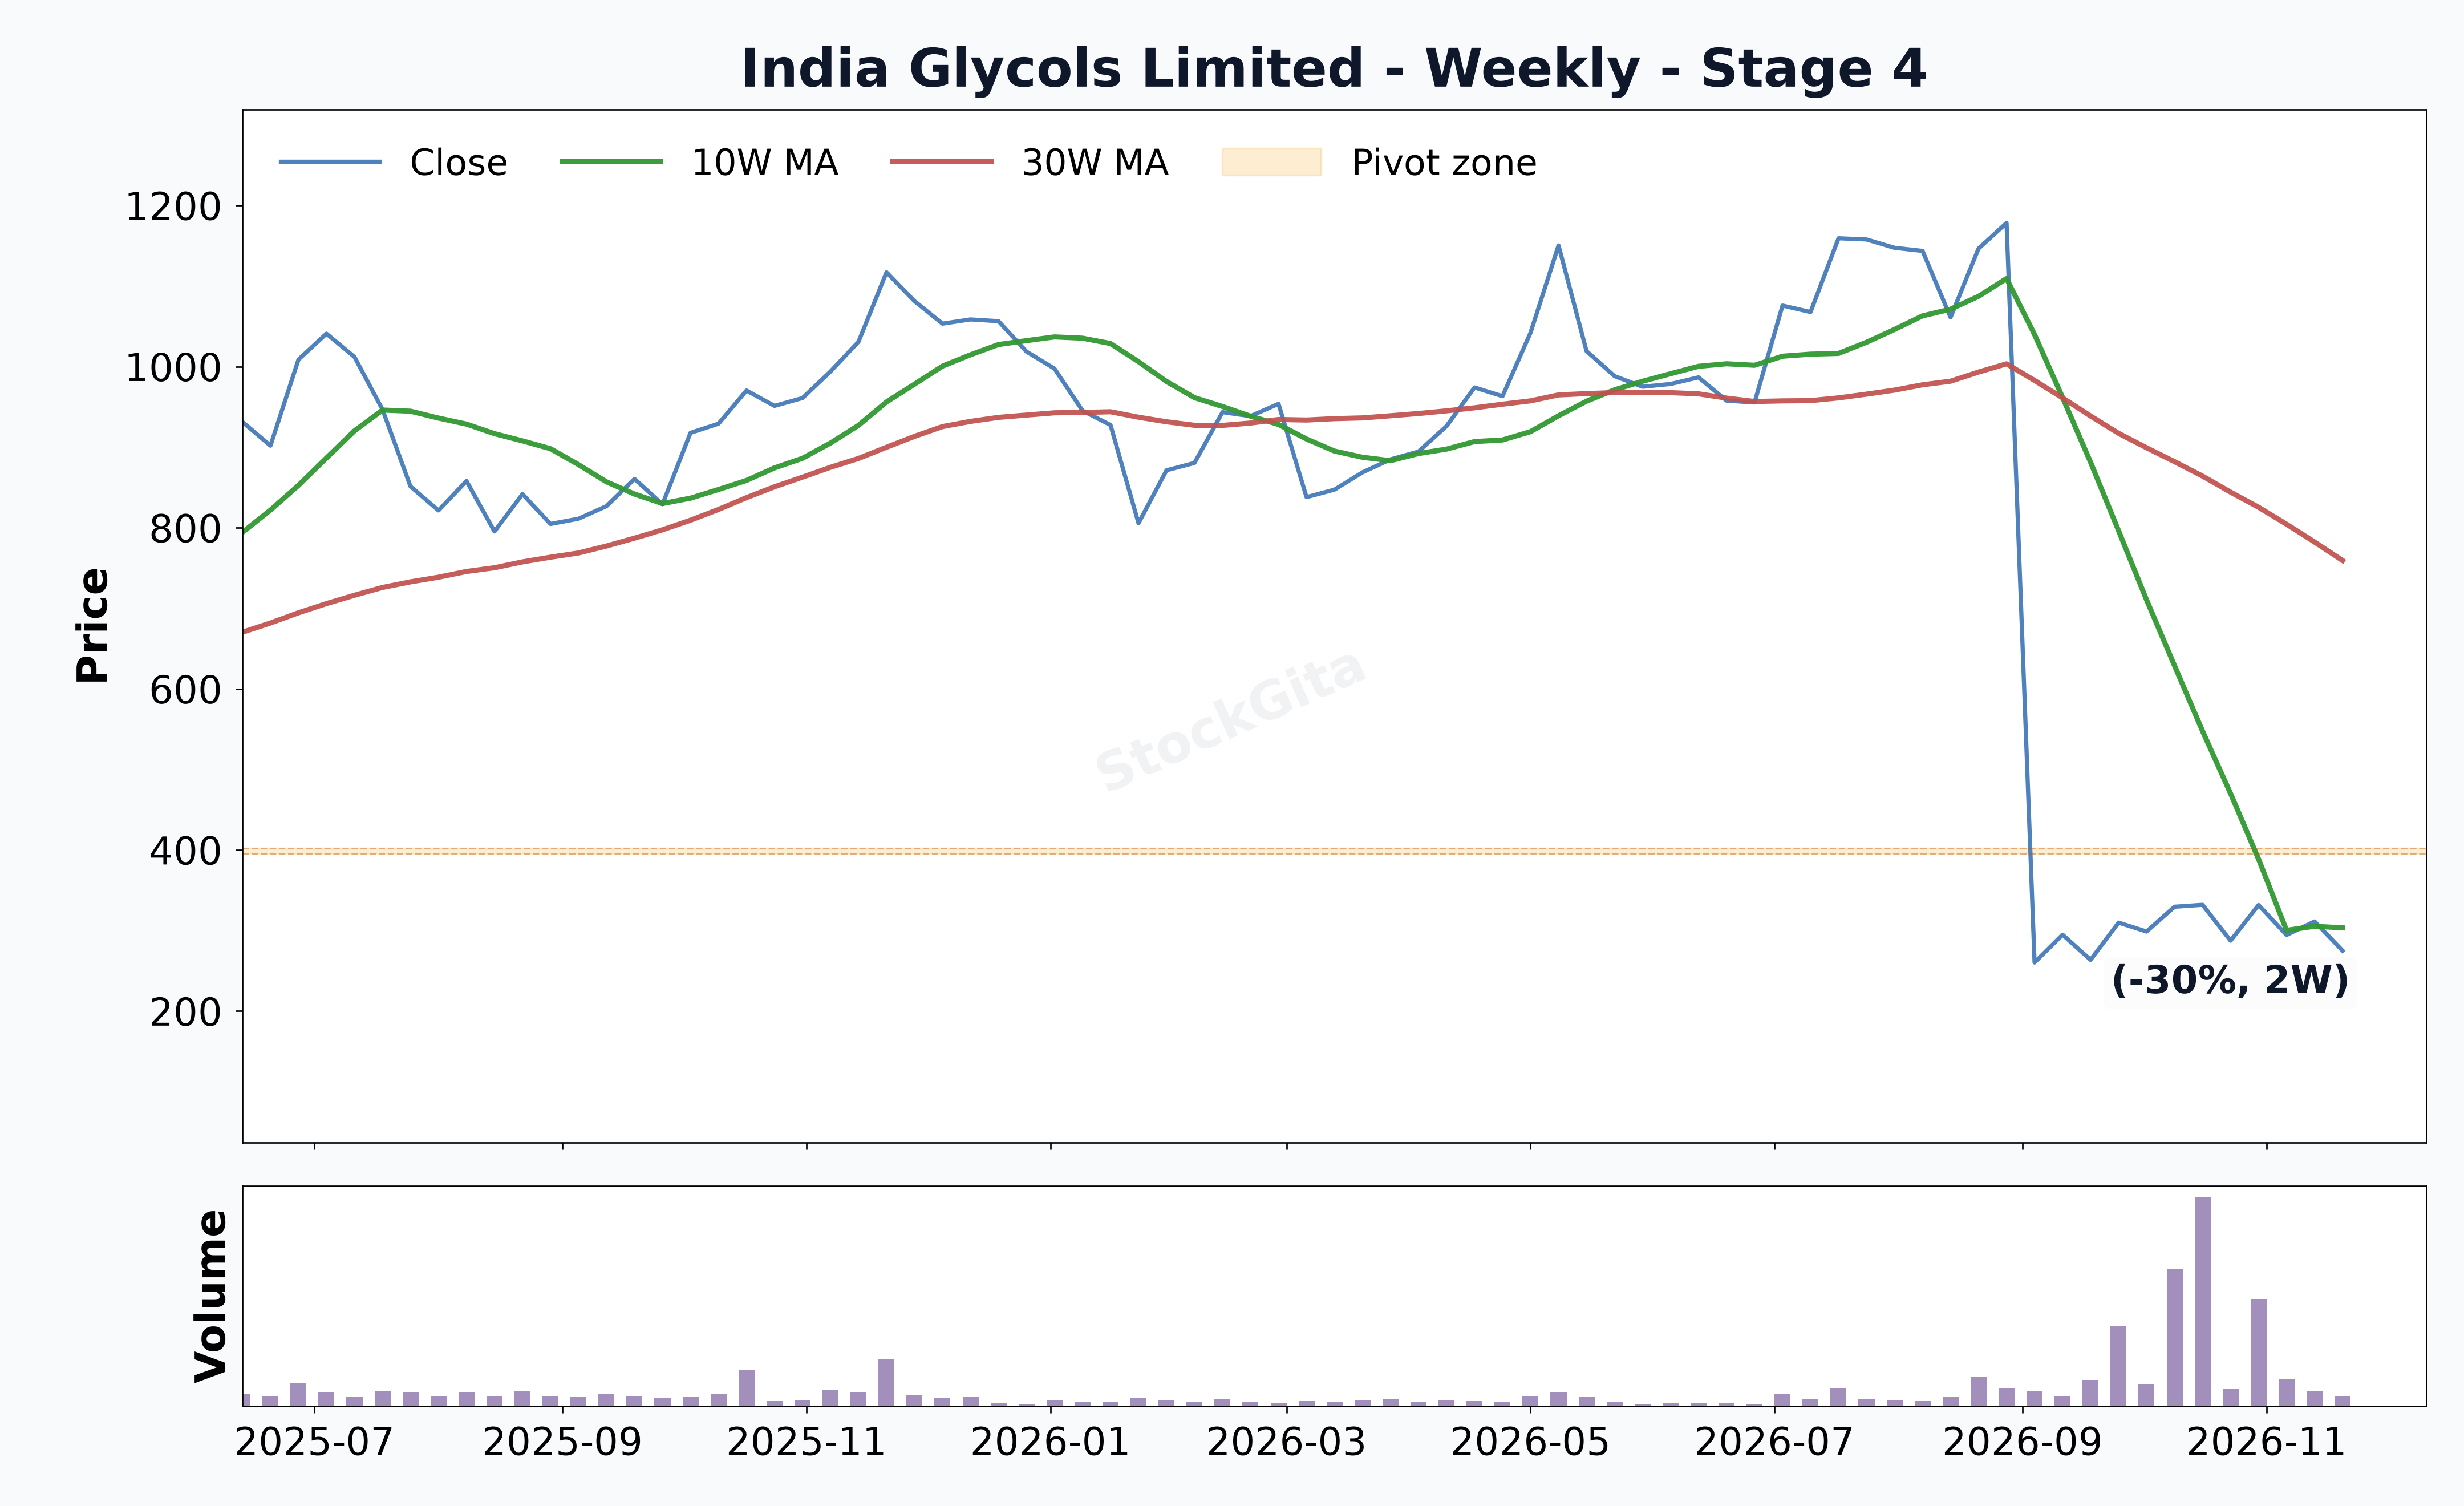 India Glycols Limited - Weekly - Stage 4
Close 10W MA 30W MA Pivot zone
1200
1000
800
600
400
200
Price
StockGita
(-30%, 2W)
Volume
2025-07 2025-09 2025-11 2026-01 2026-03 2026-05 2026-07 2026-09 2026-11